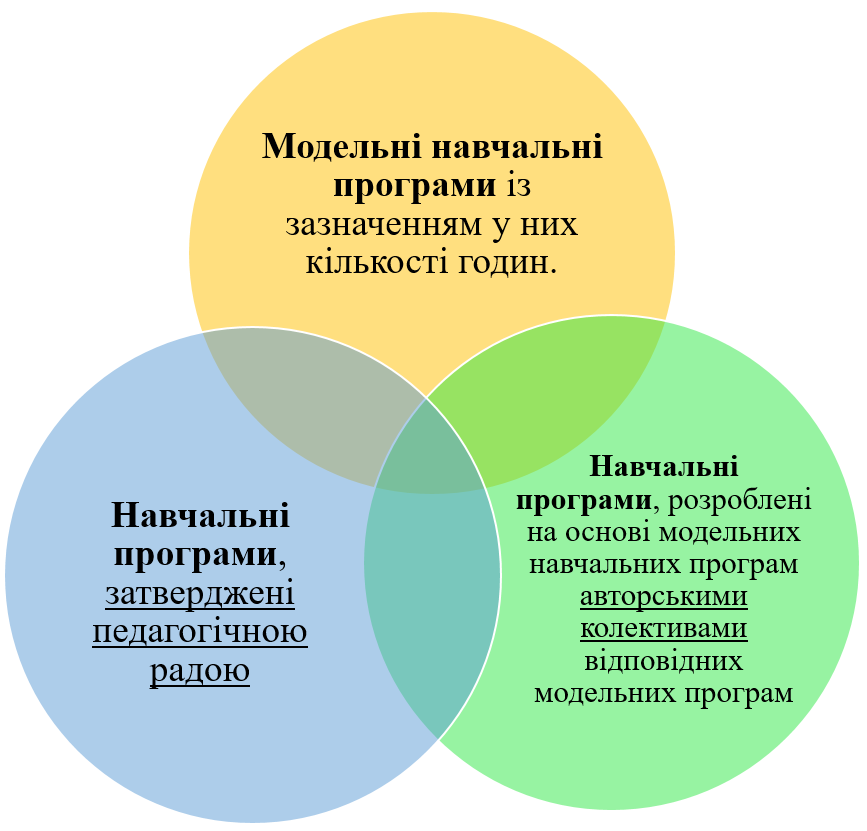 Модельні навчальні
програми із
зазначенням у них
кількості годин.
Навчальні
програми,
затверджені
педагогічною
радою
Навчальні
програми, розроблені
на основі модельних
навчальних програм
авторськими
колективами
відповідних
модельних програм